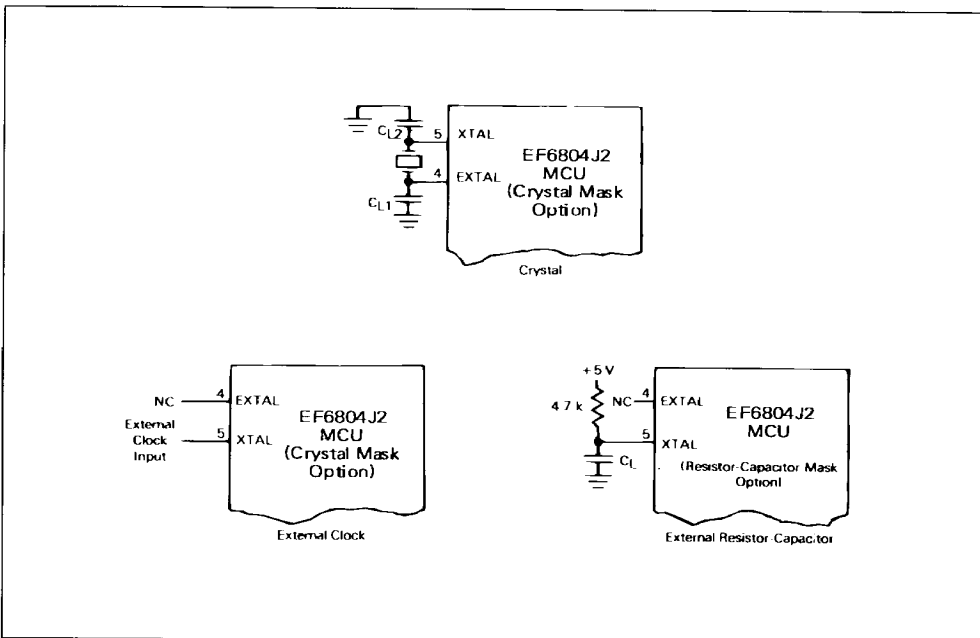 CL2
5 XTAL
4 EXTAL
CL1
EF6804J2
MCU
(Crystal Mask
Option)
Crystal
NC 4 EXTAL
External
Clock
Input
5 XTAL
EF6804J2
MCU
(Crystal Mask
Option)
External Clock
+5 V
4 7 k
NC 4 EXTAL
5 XTAL
CL
EF6804J2
MCU
(Resistor-Capacitor Mask
Option)
External Resistor-Capacitor